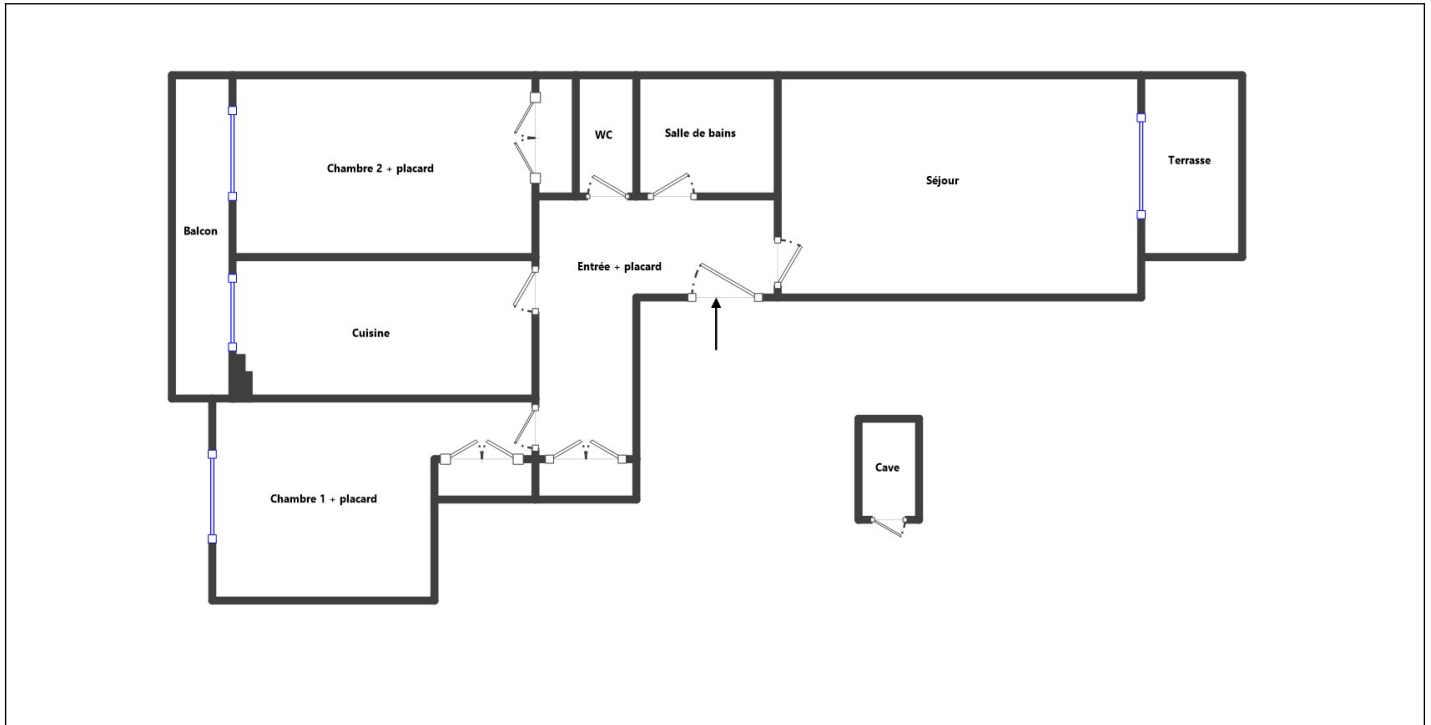 WC
Salle de bains
Chambre 2 + placard
Séjour
Terrasse
Balcon
Entrée + placard
Cuisine
Cave
Chambre 1 + placard